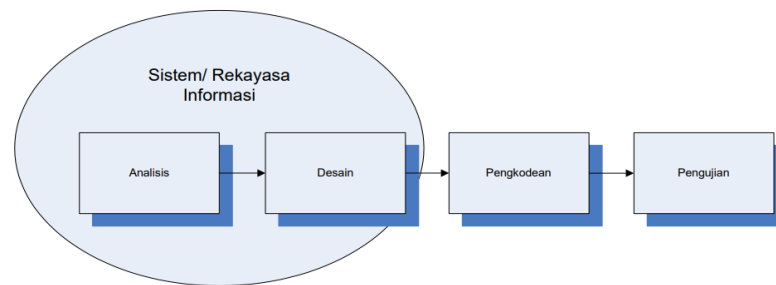 Sistem/ Rekayasa
Informasi
Analisis
Desain
Pengkodean
Pengujian